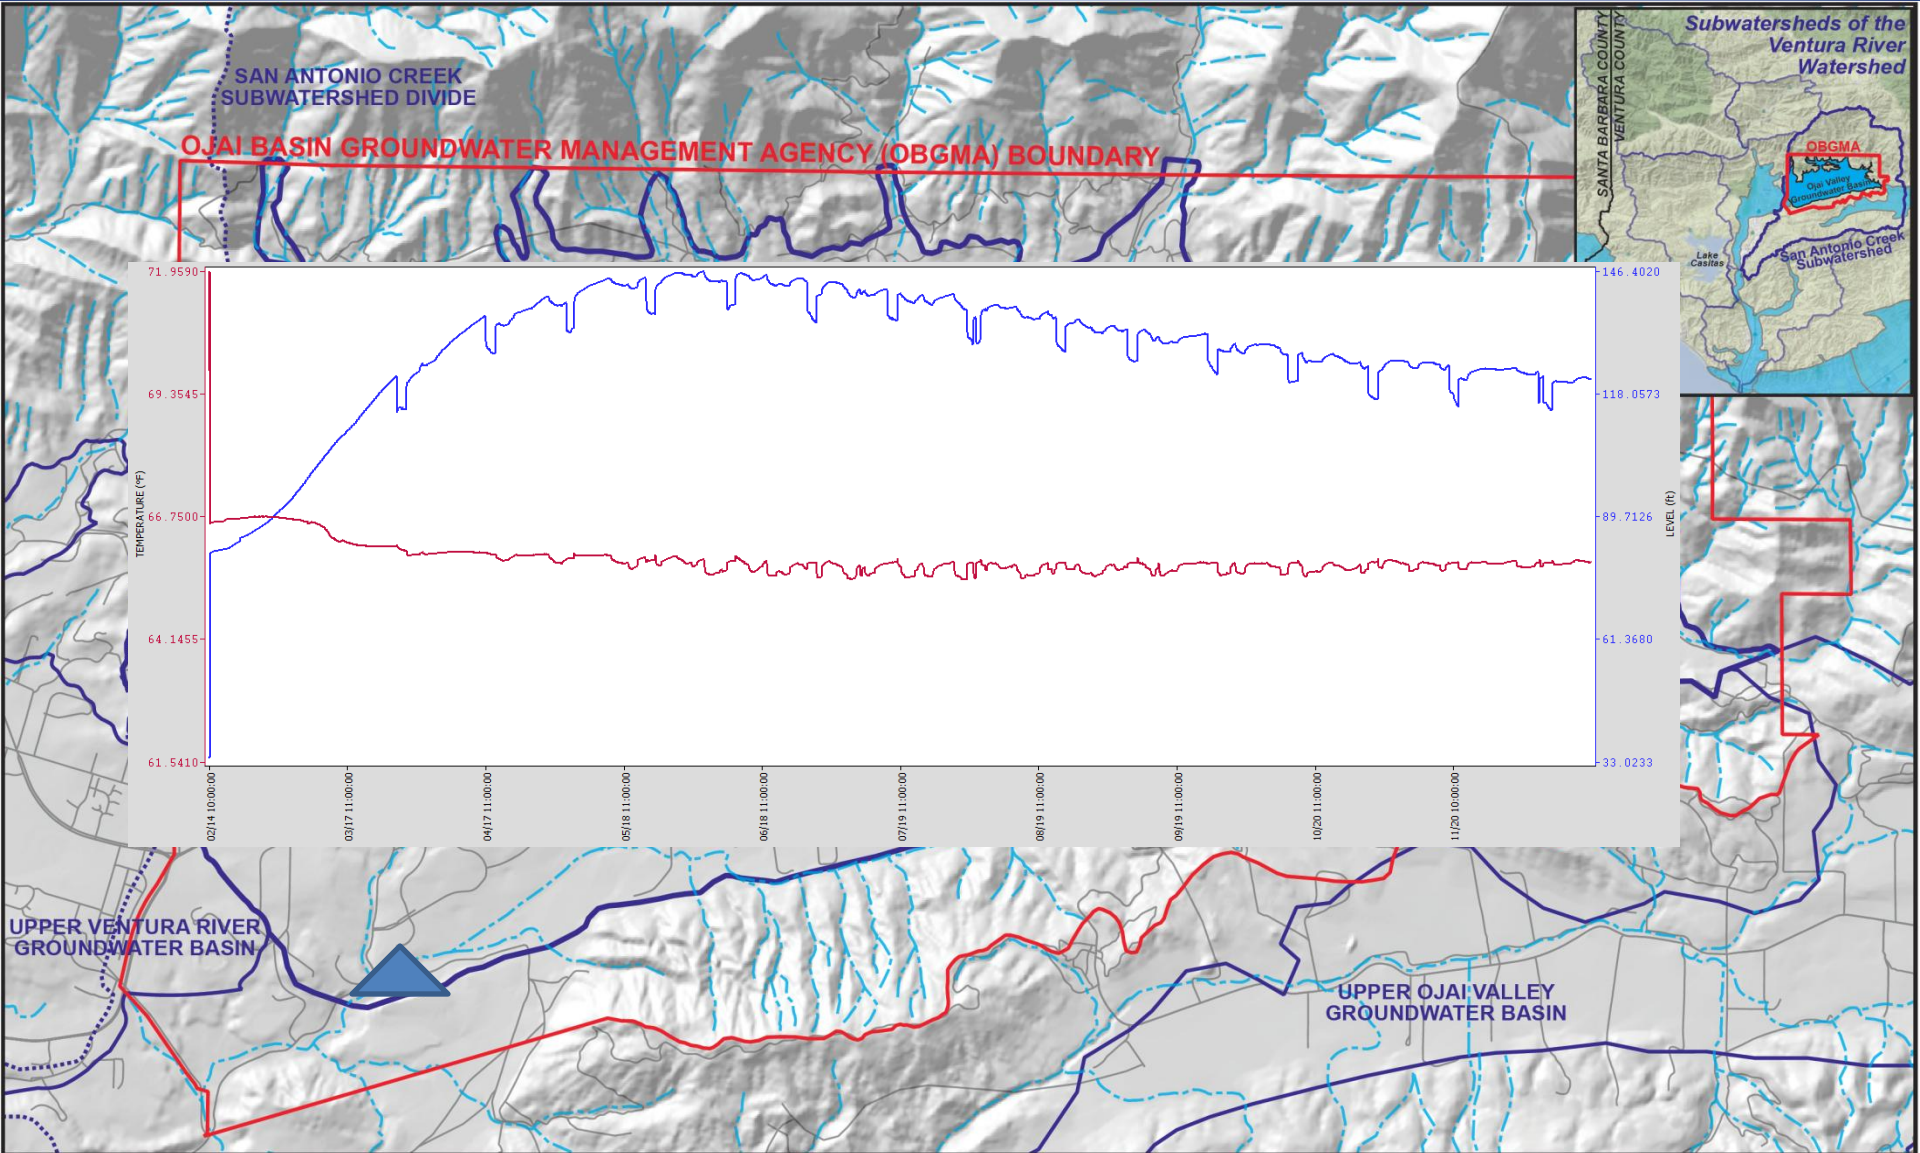 SAN ANTONIO CREEK
SUBWATERSHED DIVIDE
OJAI BASIN GROUNDWATER MANAGEMENT AGENCY (OBGMA) BOUNDARY
Subwatersheds of the
Ventura River
Watershed
SANTA BARBARA COUNTY
VENTURA COUNTY
OBGMA
Ojai Valley
Groundwater Basin
San Antonio Creek
Subwatershed
Lake
Casitas
71.9590
69.3545
66.7500
64.1455
61.5410
TEMPERATURE (°F)
146.4020
118.0573
89.7126
61.3680
33.0233
LEVEL (ft)
02/14 10:00:00
03/17 11:00:00
04/17 11:00:00
05/18 11:00:00
06/18 11:00:00
07/19 11:00:00
08/19 11:00:00
09/19 11:00:00
10/20 11:00:00
11/20 10:00:00
UPPER VENTURA RIVER
GROUNDWATER BASIN
UPPER OJAI VALLEY
GROUNDWATER BASIN